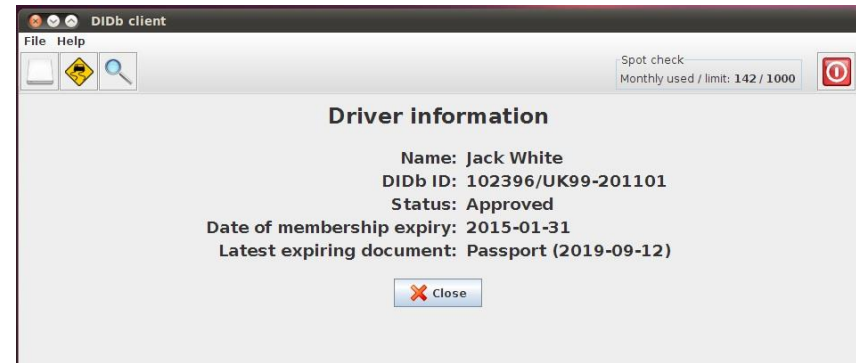 DIDb client
File Help
Spot check
Monthly used / limit: 142 / 1000
Driver information
Name: Jack White
DIDb ID: 102396/UK99-201101
Status: Approved
Date of membership expiry: 2015-01-31
Latest expiring document: Passport (2019-09-12)
Close